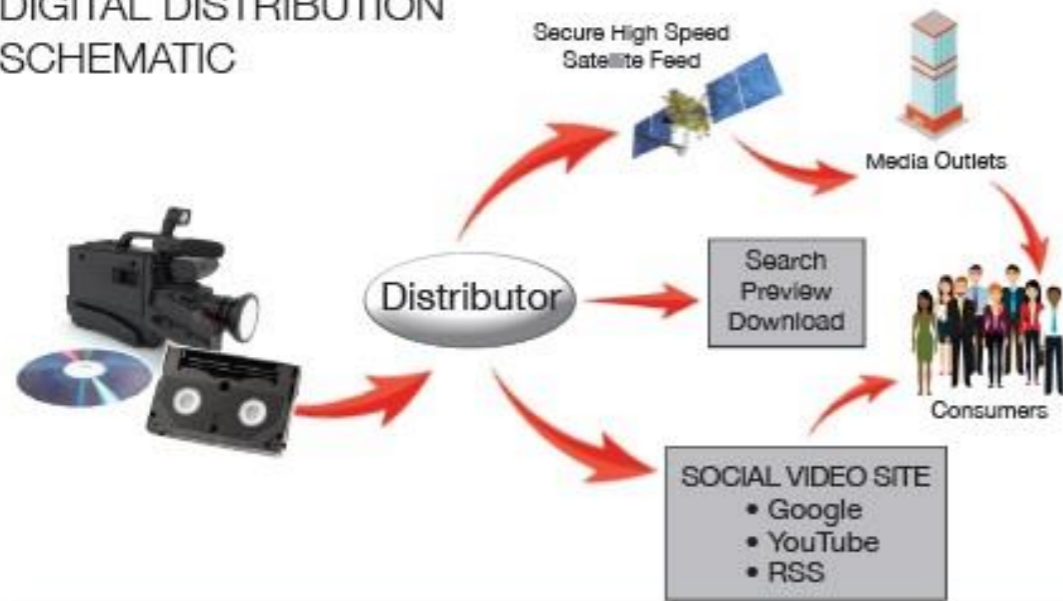 DIGITAL DISTRIBUTION
SCHEMATIC
Secure High Speed
Satellite Feed
Media Outlets
Distributor
Search
Preview
Download
Consumers
SOCIAL VIDEO SITE
• Google
• YouTube
• RSS